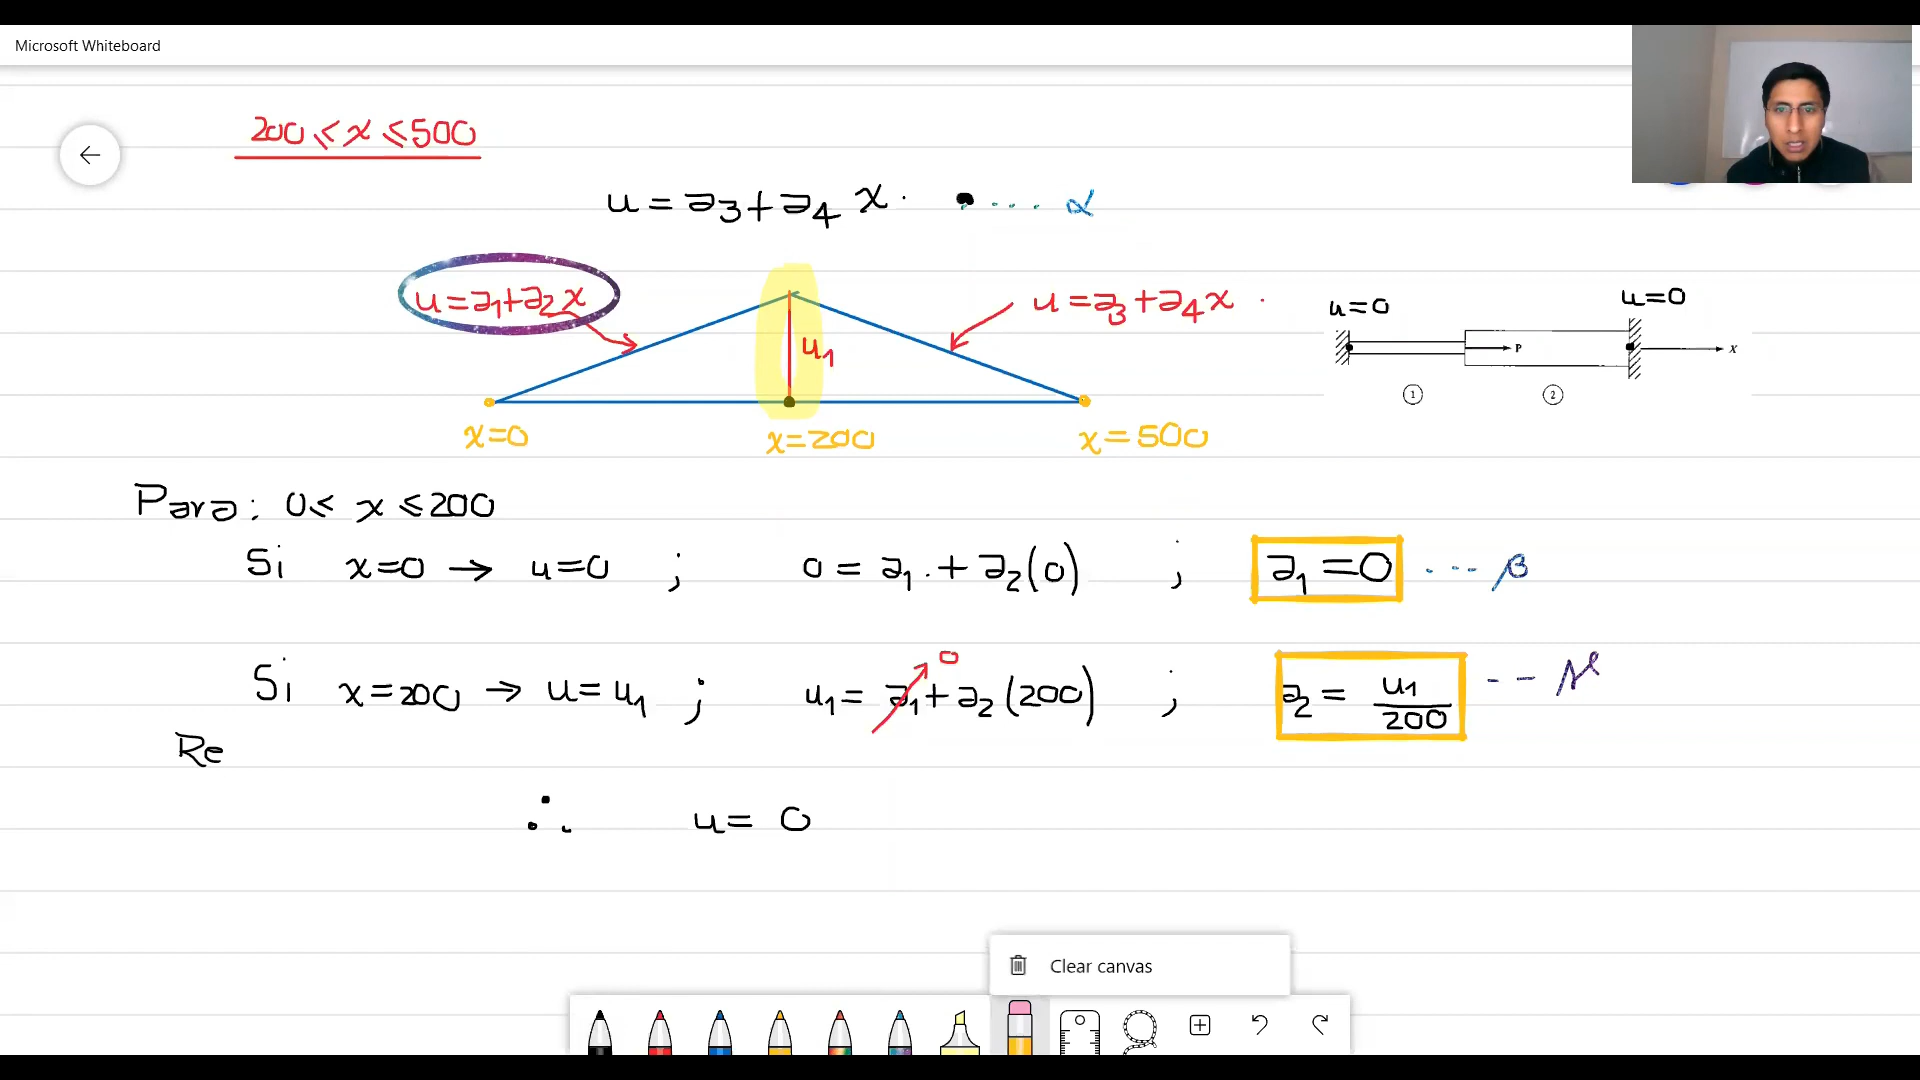 Microsoft Whiteboard
200 ≤ x ≤ 500
u = a₃ + a₄ x . • ... α
u = a₁ + a₂ x
u = a₃ + a₄ x .
u₁
x=0
x=200
x=500
u=0
u=0
P
x
1
2
Para: 0 ≤ x ≤ 200
Si x=0 → u=0 ; 0 = a₁ . + a₂ (0) ; a₁ = 0 ... β
0
Si x=200 → u = u₁ ; u₁ = a₁ + a₂ (200) ; a₂ = u₁/200
Re
∴ u = 0
Clear canvas